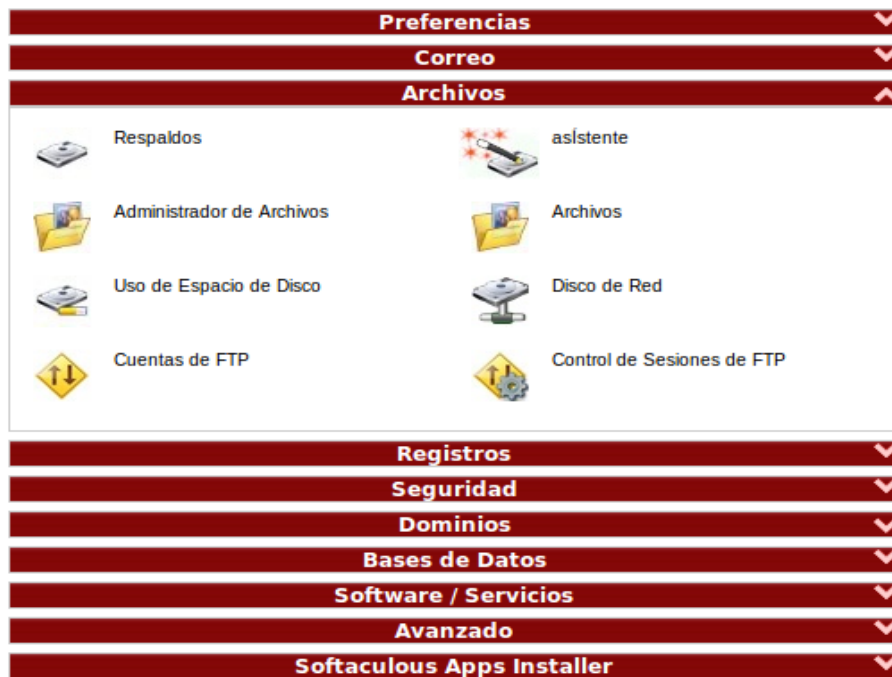 Preferencias
Correo
Archivos
Respaldos
asÍstente
Administrador de Archivos
Archivos
Uso de Espacio de Disco
Disco de Red
Cuentas de FTP
Control de Sesiones de FTP
Registros
Seguridad
Dominios
Bases de Datos
Software / Servicios
Avanzado
Softaculous Apps Installer